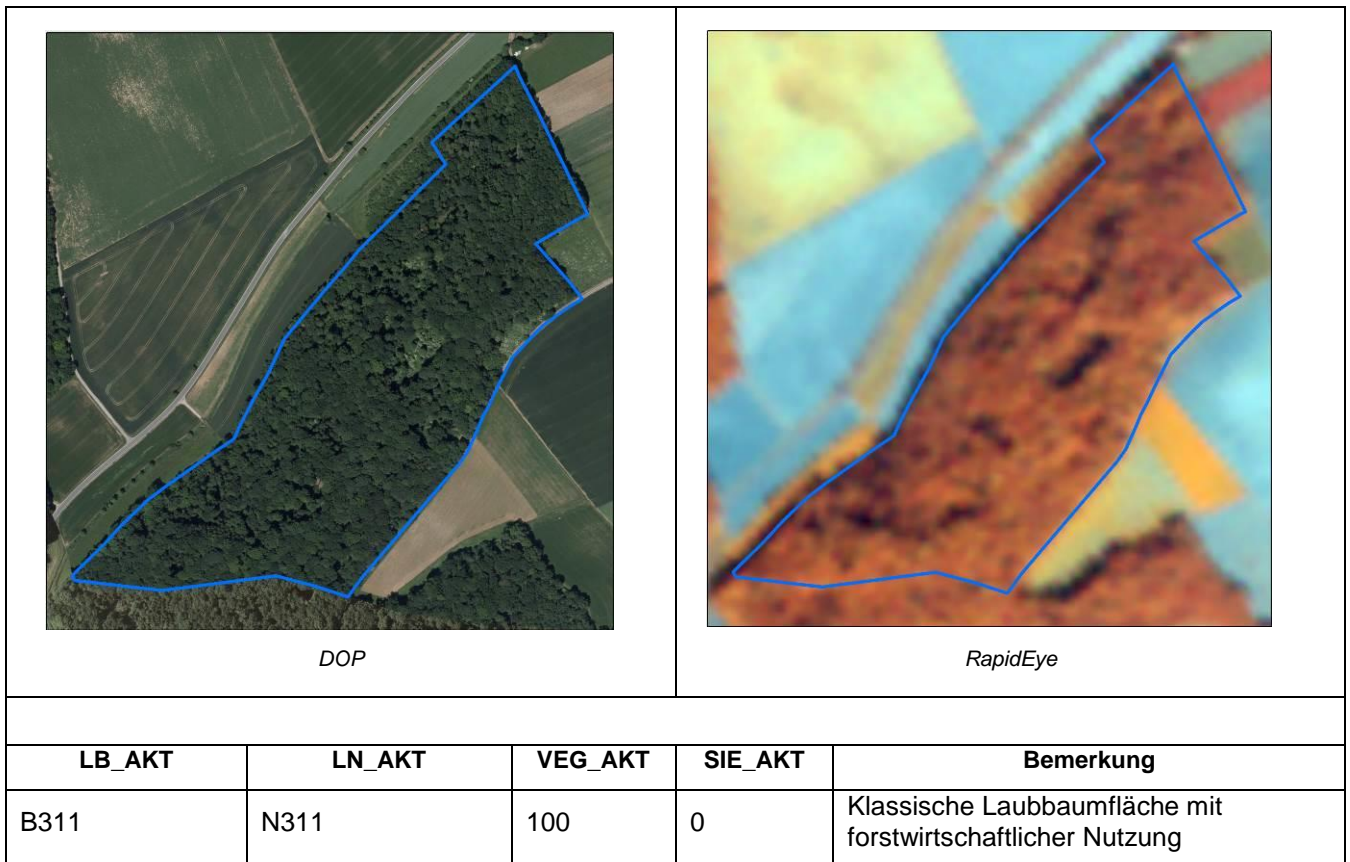 DOP
RapidEye
LB_AKT LN_AKT VEG_AKT SIE_AKT Bemerkung
B311 N311 100 0 Klassische Laubbaumfläche mit
forstwirtschaftlicher Nutzung